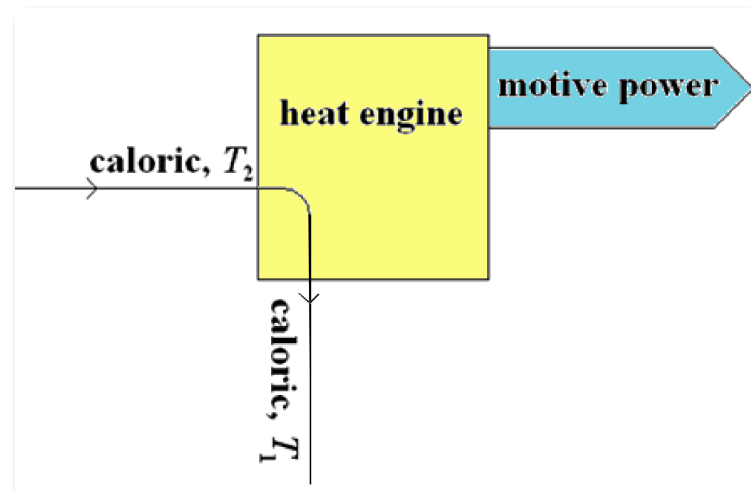 motive power
heat engine
caloric, T₂
caloric, T₁